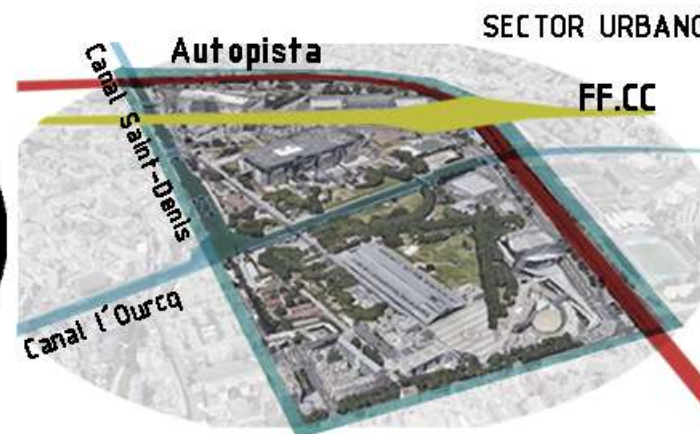 SECTOR URBANO
Autopista
FF.CC
Canal Saint-Denis
Canal l´Ourcq